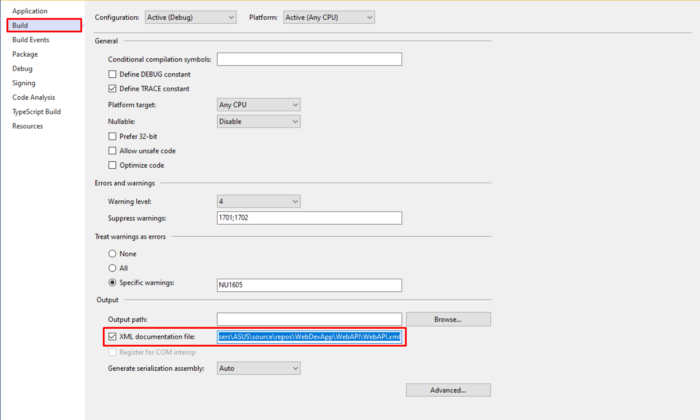 Application
Build
Build Events
Package
Debug
Signing
Code Analysis
TypeScript Build
Resources
Configuration: Active (Debug) Platform: Active (Any CPU)
General
Conditional compilation symbols:
Define DEBUG constant
Define TRACE constant
Platform target: Any CPU
Nullable: Disable
Prefer 32-bit
Allow unsafe code
Optimize code
Errors and warnings
Warning level: 4
Suppress warnings: 1701;1702
Treat warnings as errors
None
All
Specific warnings: NU1605
Output
Output path: Browse...
XML documentation file: sers\ASUS\source\repos\WebDevApp\WebAPI\WebAPI.xml
Register for COM interop
Generate serialization assembly: Auto
Advanced...